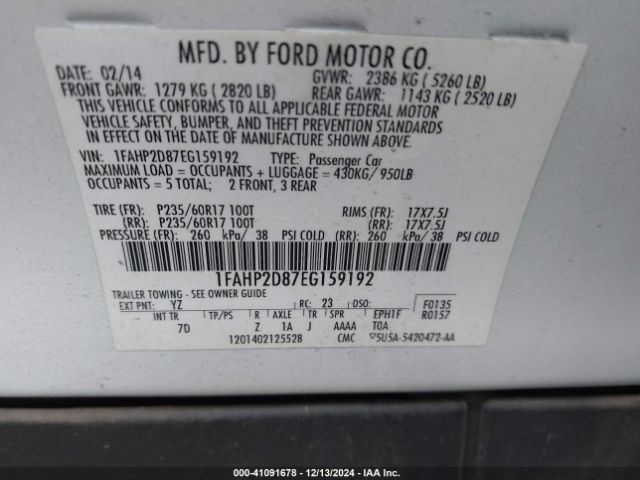 MFD. BY FORD MOTOR CO.
DATE: 02/14 GVWR: 2386 KG ( 5260 LB)
FRONT GAWR: 1279 KG ( 2820 LB) REAR GAWR: 1143 KG ( 2520 LB)
THIS VEHICLE CONFORMS TO ALL APPLICABLE FEDERAL MOTOR
VEHICLE SAFETY, BUMPER, AND THEFT PREVENTION STANDARDS
IN EFFECT ON THE DATE OF MANUFACTURE SHOWN ABOVE.
VIN: 1FAHP2D87EG159192 TYPE: Passenger Car
MAXIMUM LOAD = OCCUPANTS + LUGGAGE = 430KG/ 950LB
OCCUPANTS = 5 TOTAL; 2 FRONT, 3 REAR
TIRE (FR): P235/60R17 100T RIMS (FR): 17X7.5J
(RR): P235/60R17 100T (RR): 17X7.5J
PRESSURE (FR): 260 kPa/ 38 PSI COLD (RR): 260 kPa/ 38 PSI COLD
1FAHP2D87EG159192
TRAILER TOWING - SEE OWNER GUIDE
EXT PNT: YZ RC: 23 DSO: F0135
INT TR TP/PS R AXLE TR SPR EPH1F R0157
7D Z 1A J AAAA T0A
1201402125528 CMC 5U5A-5420472-AA
000-41091678 - 12/13/2024 - IAA Inc.